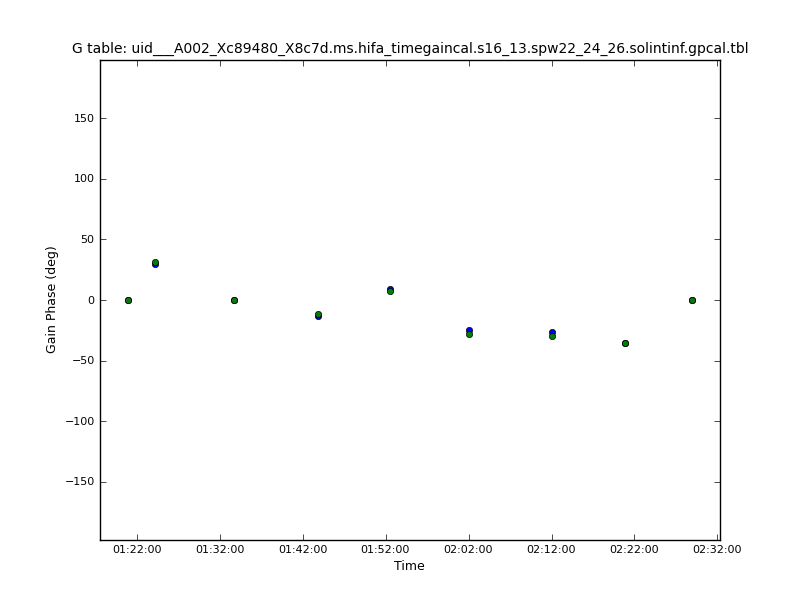 G table: uid___A002_Xc89480_X8c7d.ms.hifa_timegaincal.s16_13.spw22_24_26.solintinf.gpcal.tbl
150
100
50
0
−50
−100
−150
Gain Phase (deg)
01:22:00 01:32:00 01:42:00 01:52:00 02:02:00 02:12:00 02:22:00 02:32:00
Time